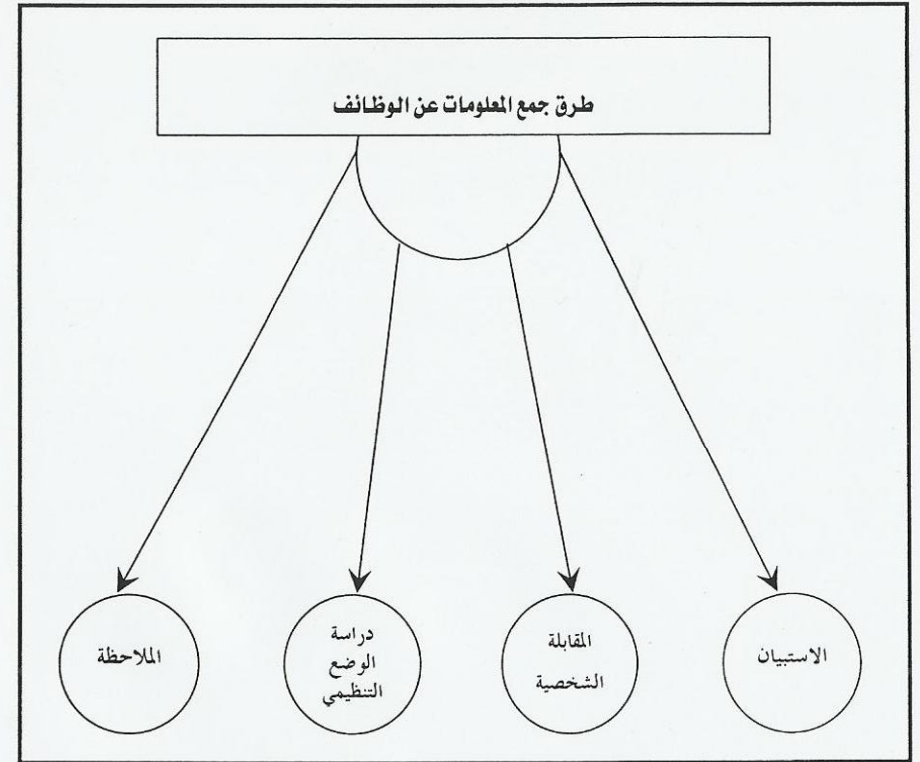 طرق جمع المعلومات عن الوظائف
الاستبيان
المقابلة
الشخصية
دراسة
الوضع
التنظيمي
الملاحظة